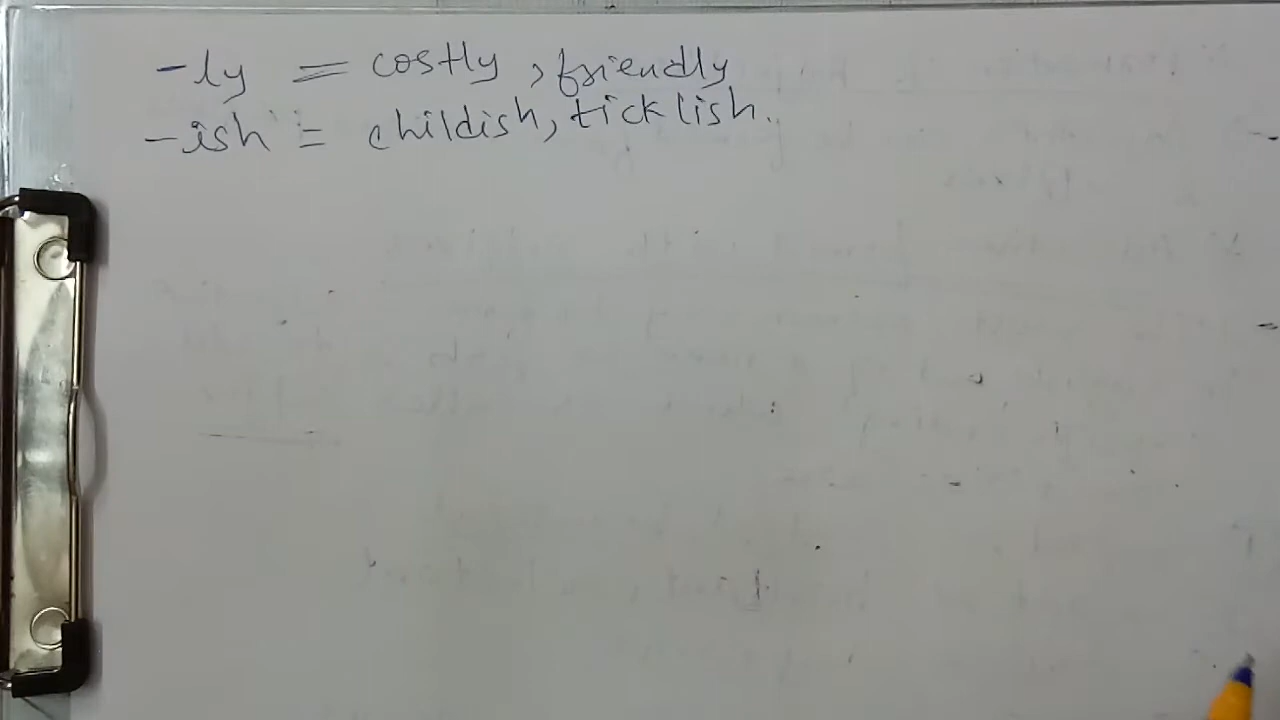 -ly = costly, friendly
-ish = childish, ticklish.